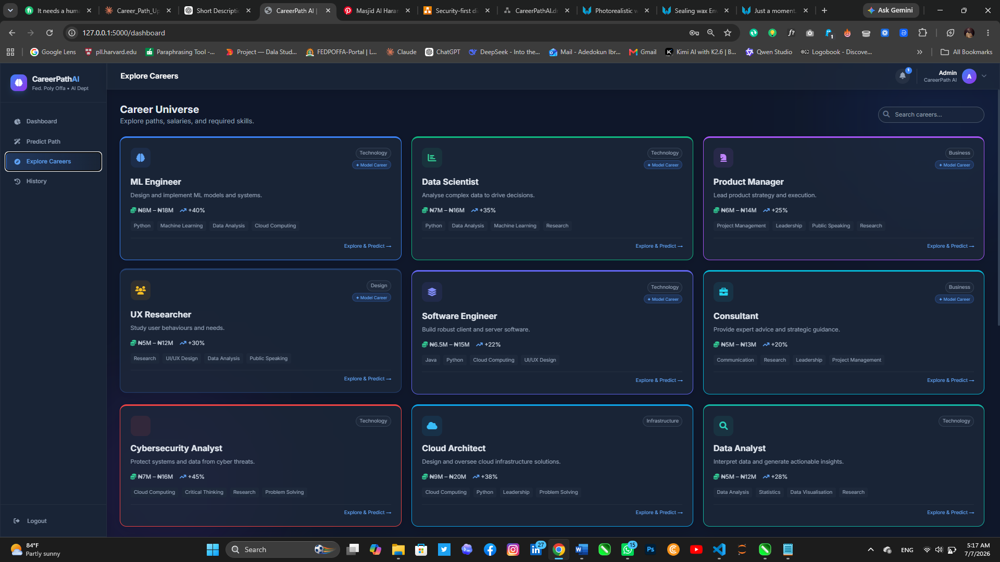 It needs a huma
Career_Path_Up
Short Descriptic
CareerPath AI |
Masjid Al Haran
Security-first di
CareerPathAI.dr
Photorealistic w
Sealing wax Env
Just a moment
Ask Gemini
127.0.0.1:5000/dashboard
Google Lens
pll.harvard.edu
Paraphrasing Tool -...
Project — Dala Stud...
FEDPOFFA-Portal | L...
Claude
ChatGPT
DeepSeek - Into the...
Mail - Adedokun Ibr...
Gmail
Kimi AI with K2.6 | B...
Qwen Studio
Logobook - Discove...
All Bookmarks
CareerPathAI
Fed. Poly Offa • AI Dept
Explore Careers
1
Admin
CareerPath AI
A
Dashboard
Predict Path
Explore Careers
History
Logout
Career Universe
Explore paths, salaries, and required skills.
Search careers...
Technology
✦ Model Career
ML Engineer
Design and implement ML models and systems.
₦8M – ₦18M +40%
Python Machine Learning Data Analysis Cloud Computing
Explore & Predict →
Technology
✦ Model Career
Data Scientist
Analyse complex data to drive decisions.
₦7M – ₦16M +35%
Python Data Analysis Machine Learning Research
Explore & Predict →
Business
✦ Model Career
Product Manager
Lead product strategy and execution.
₦6M – ₦14M +25%
Project Management Leadership Public Speaking Research
Explore & Predict →
Design
✦ Model Career
UX Researcher
Study user behaviours and needs.
₦5M – ₦12M +30%
Research UI/UX Design Data Analysis Public Speaking
Explore & Predict →
Technology
✦ Model Career
Software Engineer
Build robust client and server software.
₦6.5M – ₦15M +22%
Java Python Cloud Computing UI/UX Design
Explore & Predict →
Business
✦ Model Career
Consultant
Provide expert advice and strategic guidance.
₦5M – ₦13M +20%
Communication Research Leadership Project Management
Explore & Predict →
Technology
Cybersecurity Analyst
Protect systems and data from cyber threats.
₦7M – ₦16M +45%
Cloud Computing Critical Thinking Research Problem Solving
Explore & Predict →
Infrastructure
Cloud Architect
Design and oversee cloud infrastructure solutions.
₦9M – ₦20M +38%
Cloud Computing Python Leadership Problem Solving
Explore & Predict →
Technology
Data Analyst
Interpret data and generate actionable insights.
₦5M – ₦12M +28%
Data Analysis Statistics Data Visualisation Research
Explore & Predict →
84°F
Partly sunny
Search
27
15
Ps
ENG
5:17 AM
7/7/2026